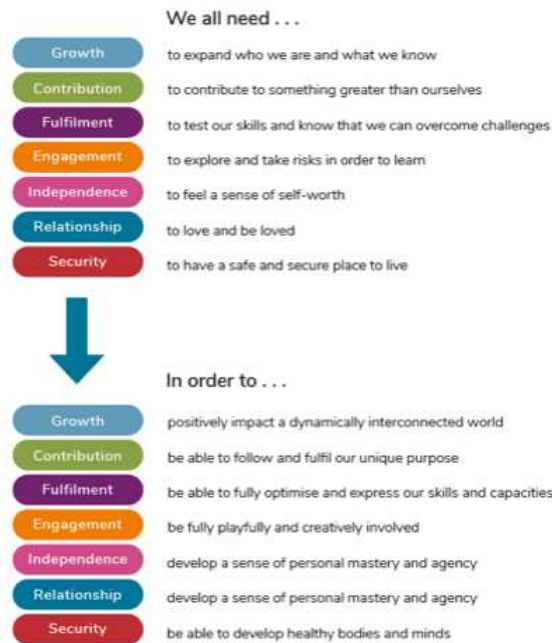 We all need . . .
Growth to expand who we are and what we know
Contribution to contribute to something greater than ourselves
Fulfilment to test our skills and know that we can overcome challenges
Engagement to explore and take risks in order to learn
Independence to feel a sense of self-worth
Relationship to love and be loved
Security to have a safe and secure place to live
In order to . . .
Growth positively impact a dynamically interconnected world
Contribution be able to follow and fulfil our unique purpose
Fulfilment be able to fully optimise and express our skills and capacities
Engagement be fully playfully and creatively involved
Independence develop a sense of personal mastery and agency
Relationship develop a sense of personal mastery and agency
Security be able to develop healthy bodies and minds